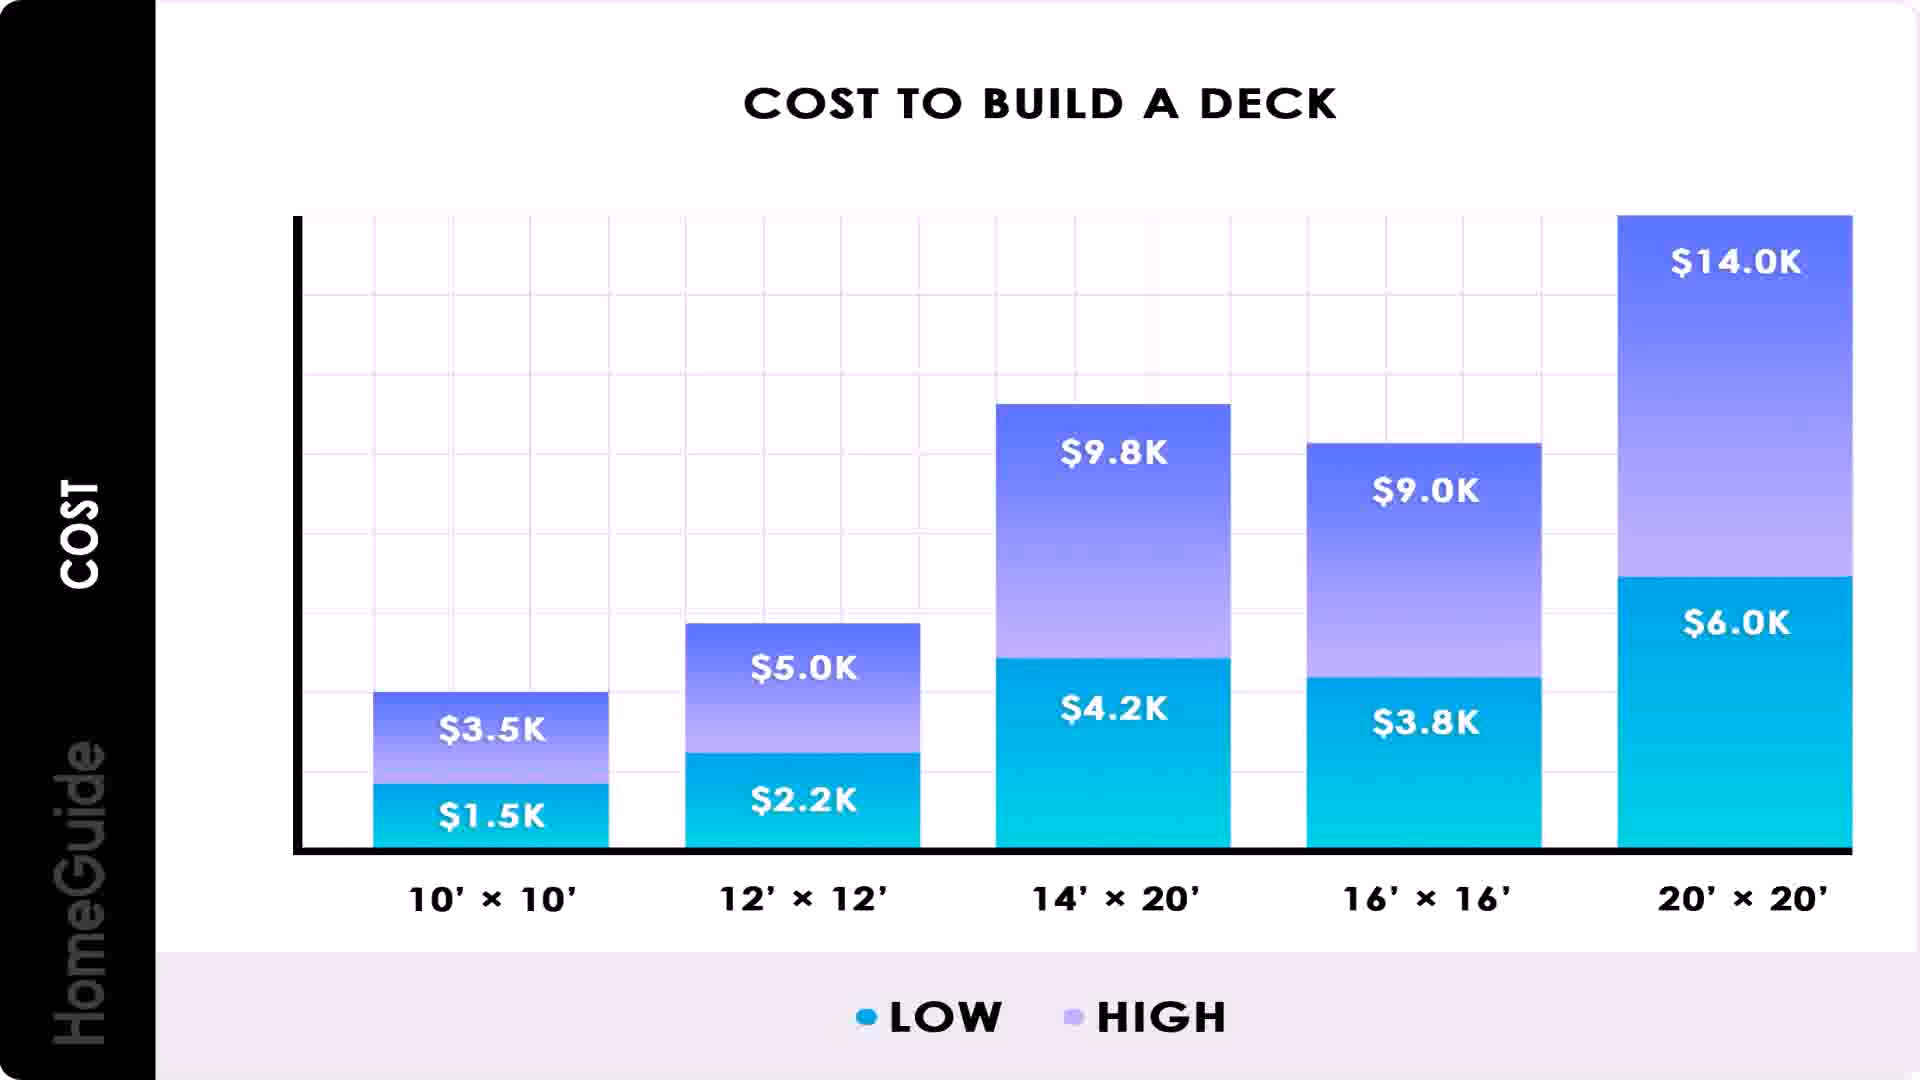 COST TO BUILD A DECK
COST
HomeGuide
$3.5K
$1.5K
$5.0K
$2.2K
$9.8K
$4.2K
$9.0K
$3.8K
$14.0K
$6.0K
10’ × 10’
12’ × 12’
14’ × 20’
16’ × 16’
20’ × 20’
LOW
HIGH